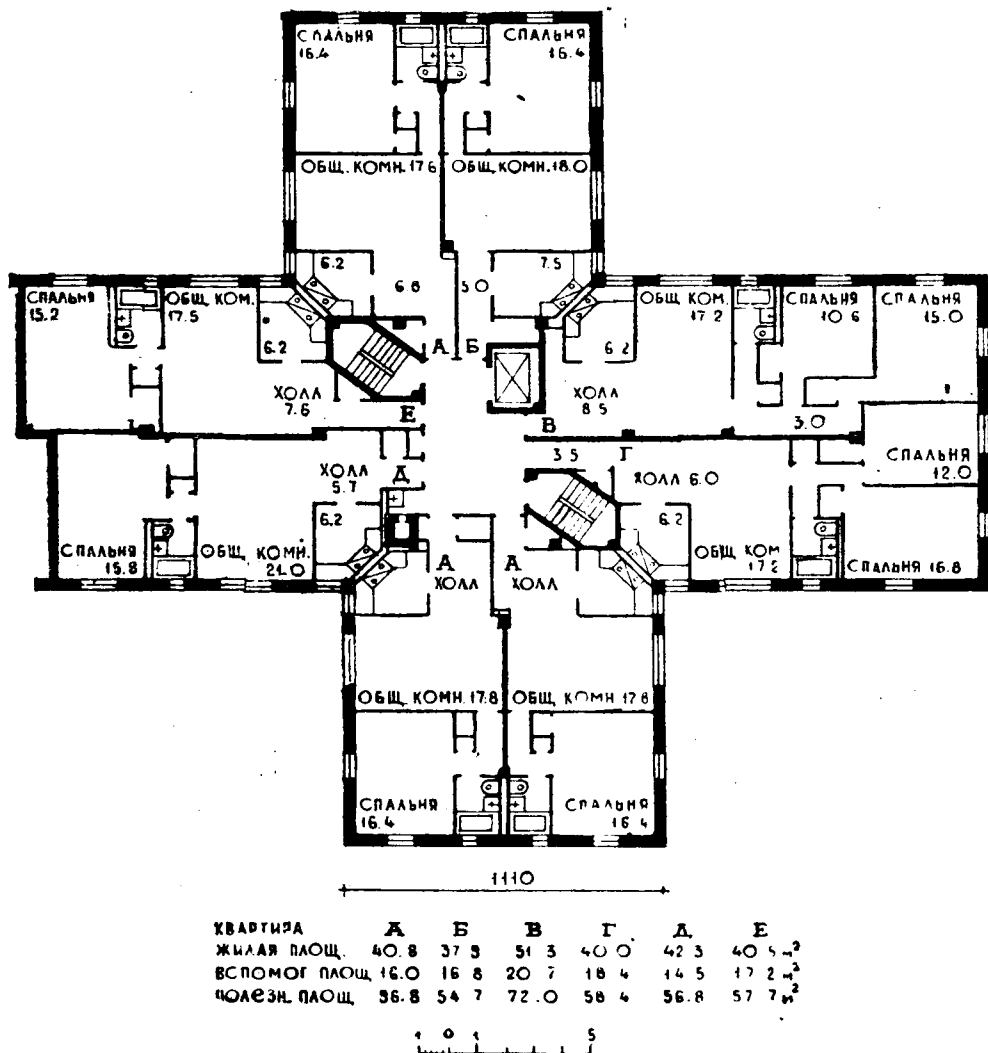 СПАЛЬНЯ
16.4
СПАЛЬНЯ
16.4
ОБЩ. КОМН. 17.6
ОБЩ. КОМН. 18.0
6.2
6.8
5.0
7.5
СПАЛЬНЯ
15.2
ОБЩ. КОМ.
17.5
6.2
ХОЛЛ
7.6
А
Б
Е
В
ОБЩ. КОМ.
17.2
6.2
ХОЛЛ
8.5
СПАЛЬНЯ
10.6
СПАЛЬНЯ
15.0
3.0
СПАЛЬНЯ
12.0
ХОЛЛ
5.7
Д
3.5
Г
ХОЛЛ 6.0
6.2
6.2
СПАЛЬНЯ
15.8
ОБЩ. КОМН.
21.0
А
ХОЛЛ
А
ХОЛЛ
ОБЩ. КОМ
17.2
СПАЛЬНЯ 16.8
ОБЩ. КОМН. 17.8
ОБЩ. КОМН. 17.8
СПАЛЬНЯ
16.4
СПАЛЬНЯ
16.4
1110
КВАРТИРА А Б В Г Д Е
ЖИЛАЯ ПЛОЩ. 40.8 37 9 51 3 40 0 42 3 40 5 м²
ВСПОМОГ ПЛОЩ 16.0 16 8 20 7 18 4 14 5 17 2 м²
ПОЛЕЗН. ПЛОЩ 56.8 54 7 72.0 58 4 56.8 57 7 м²
1 0 1 5